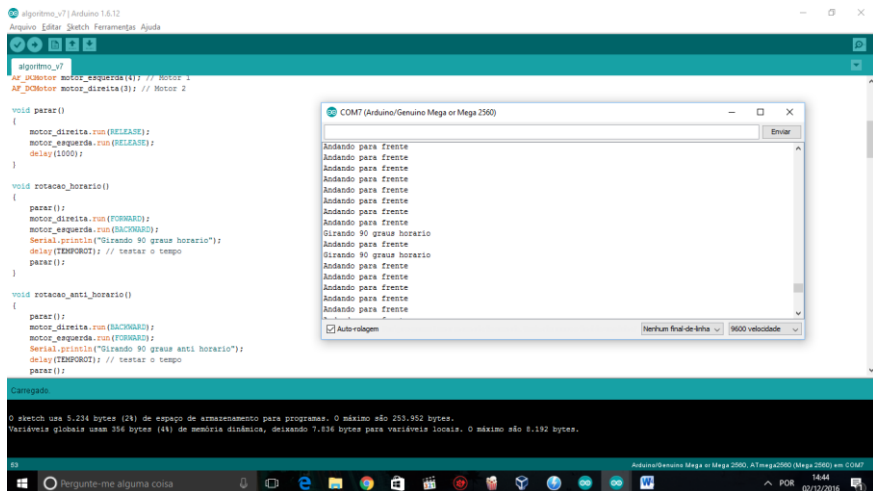 algoritmo_v7 | Arduino 1.6.12
Arquivo Editar Sketch Ferramentas Ajuda
algoritmo_v7
AF_DCMotor motor_esquerda(4); // Motor 1
AF_DCMotor motor_direita(3); // Motor 2
void parar()
{
motor_direita.run(RELEASE);
motor_esquerda.run(RELEASE);
delay(1000);
}
void rotacao_horario()
{
parar();
motor_direita.run(FORWARD);
motor_esquerda.run(BACKWARD);
Serial.println("Girando 90 graus horario");
delay(TEMPOROT); // testar o tempo
parar();
}
void rotacao_anti_horario()
{
parar();
motor_direita.run(BACKWARD);
motor_esquerda.run(FORWARD);
Serial.println("Girando 90 graus anti horario");
delay(TEMPOROT); // testar o tempo
parar();
COM7 (Arduino/Genuino Mega or Mega 2560)
Enviar
Andando para frente
Andando para frente
Andando para frente
Andando para frente
Andando para frente
Andando para frente
Andando para frente
Andando para frente
Girando 90 graus horario
Andando para frente
Girando 90 graus horario
Andando para frente
Andando para frente
Andando para frente
Andando para frente
Andando para frente
Auto-rolagem
Nenhum final-de-linha
9600 velocidade
Carregado.
O sketch usa 5.234 bytes (2%) de espaço de armazenamento para programas. O máximo são 253.952 bytes.
Variáveis globais usam 356 bytes (4%) de memória dinâmica, deixando 7.836 bytes para variáveis locais. O máximo são 8.192 bytes.
53
Arduino/Genuino Mega or Mega 2560, ATmega2560 (Mega 2560) em COM7
Pergunte-me alguma coisa
POR
14:44
02/12/2016